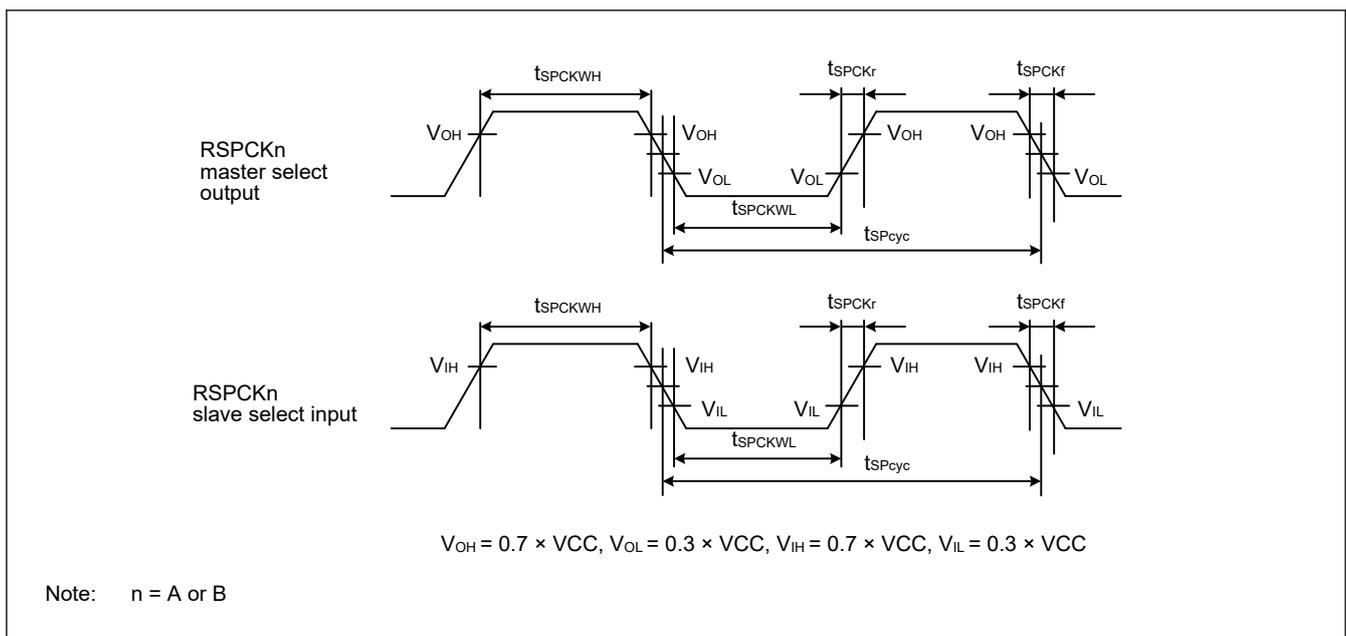 tSPCKWH
tSPCKr
tSPCKf
RSPCKn
master select
output
VOH
VOH
VOL
VOL
VOH
VOH
VOL
tSPCKWL
tSPcyc
tSPCKWH
tSPCKr
tSPCKf
RSPCKn
slave select input
VIH
VIH
VIL
VIL
VIH
VIH
VIL
tSPCKWL
tSPcyc
VOH = 0.7 × VCC, VOL = 0.3 × VCC, VIH = 0.7 × VCC, VIL = 0.3 × VCC
Note: n = A or B